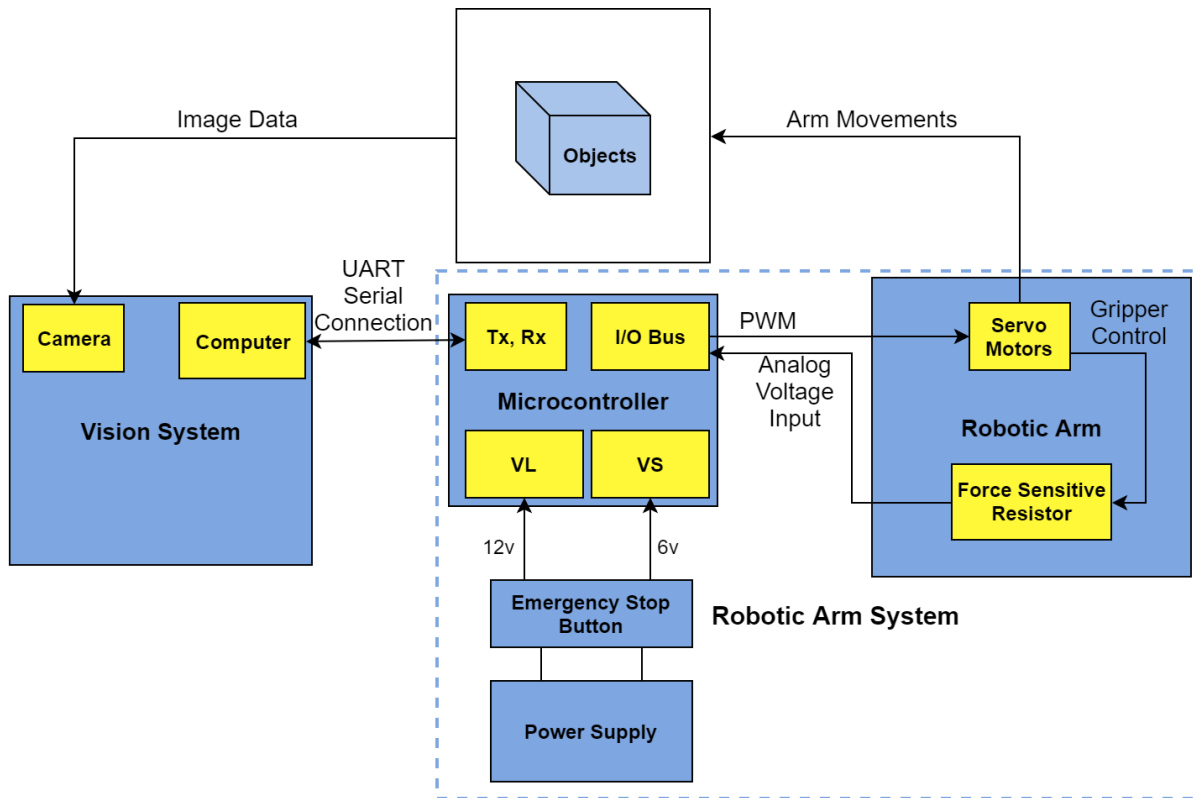 Image Data
Objects
Arm Movements
UART
Serial
Connection
Camera
Computer
Vision System
Tx, Rx
I/O Bus
Microcontroller
VL
VS
PWM
Analog
Voltage
Input
Servo
Motors
Gripper
Control
Robotic Arm
Force Sensitive
Resistor
12v
6v
Emergency Stop
Button
Robotic Arm System
Power Supply